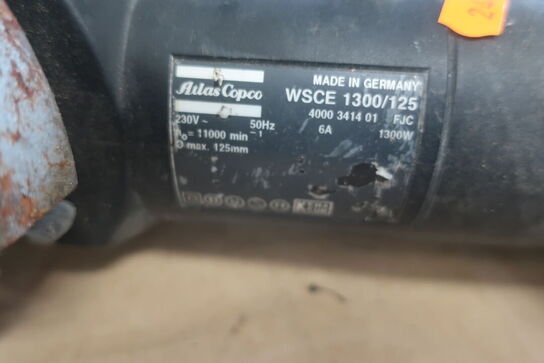 Atlas Copco
MADE IN GERMANY
WSCE 1300/125
4000 3414 01 FJC
230V ~ 50Hz 6A 1300W
n₀ = 11000 min⁻¹
max. 125mm